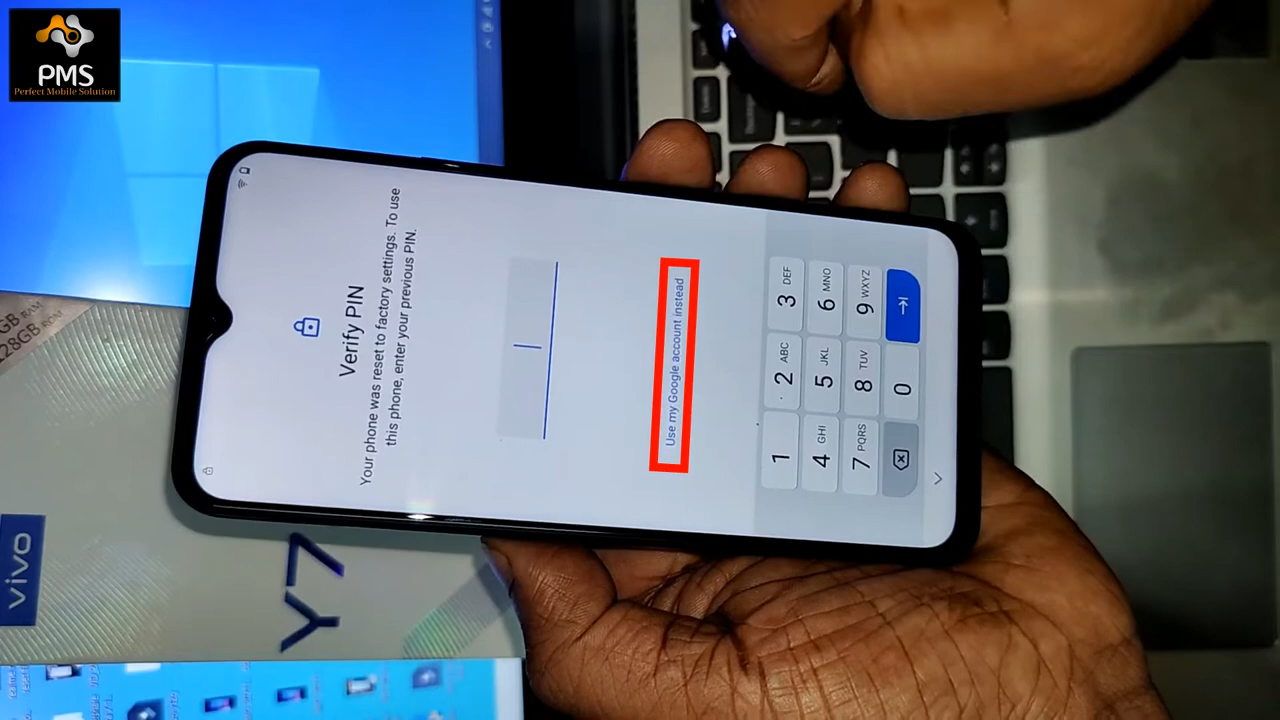 PMS
Perfect Mobile Solution
Verify PIN
Your phone was reset to factory settings. To use
this phone, enter your previous PIN.
Use my Google account instead
1
2 ABC
3 DEF
4 GHI
5 JKL
6 MNO
7 PQRS
8 TUV
9 WXYZ
0
vivo
Y7
GB RAM
128GB ROM